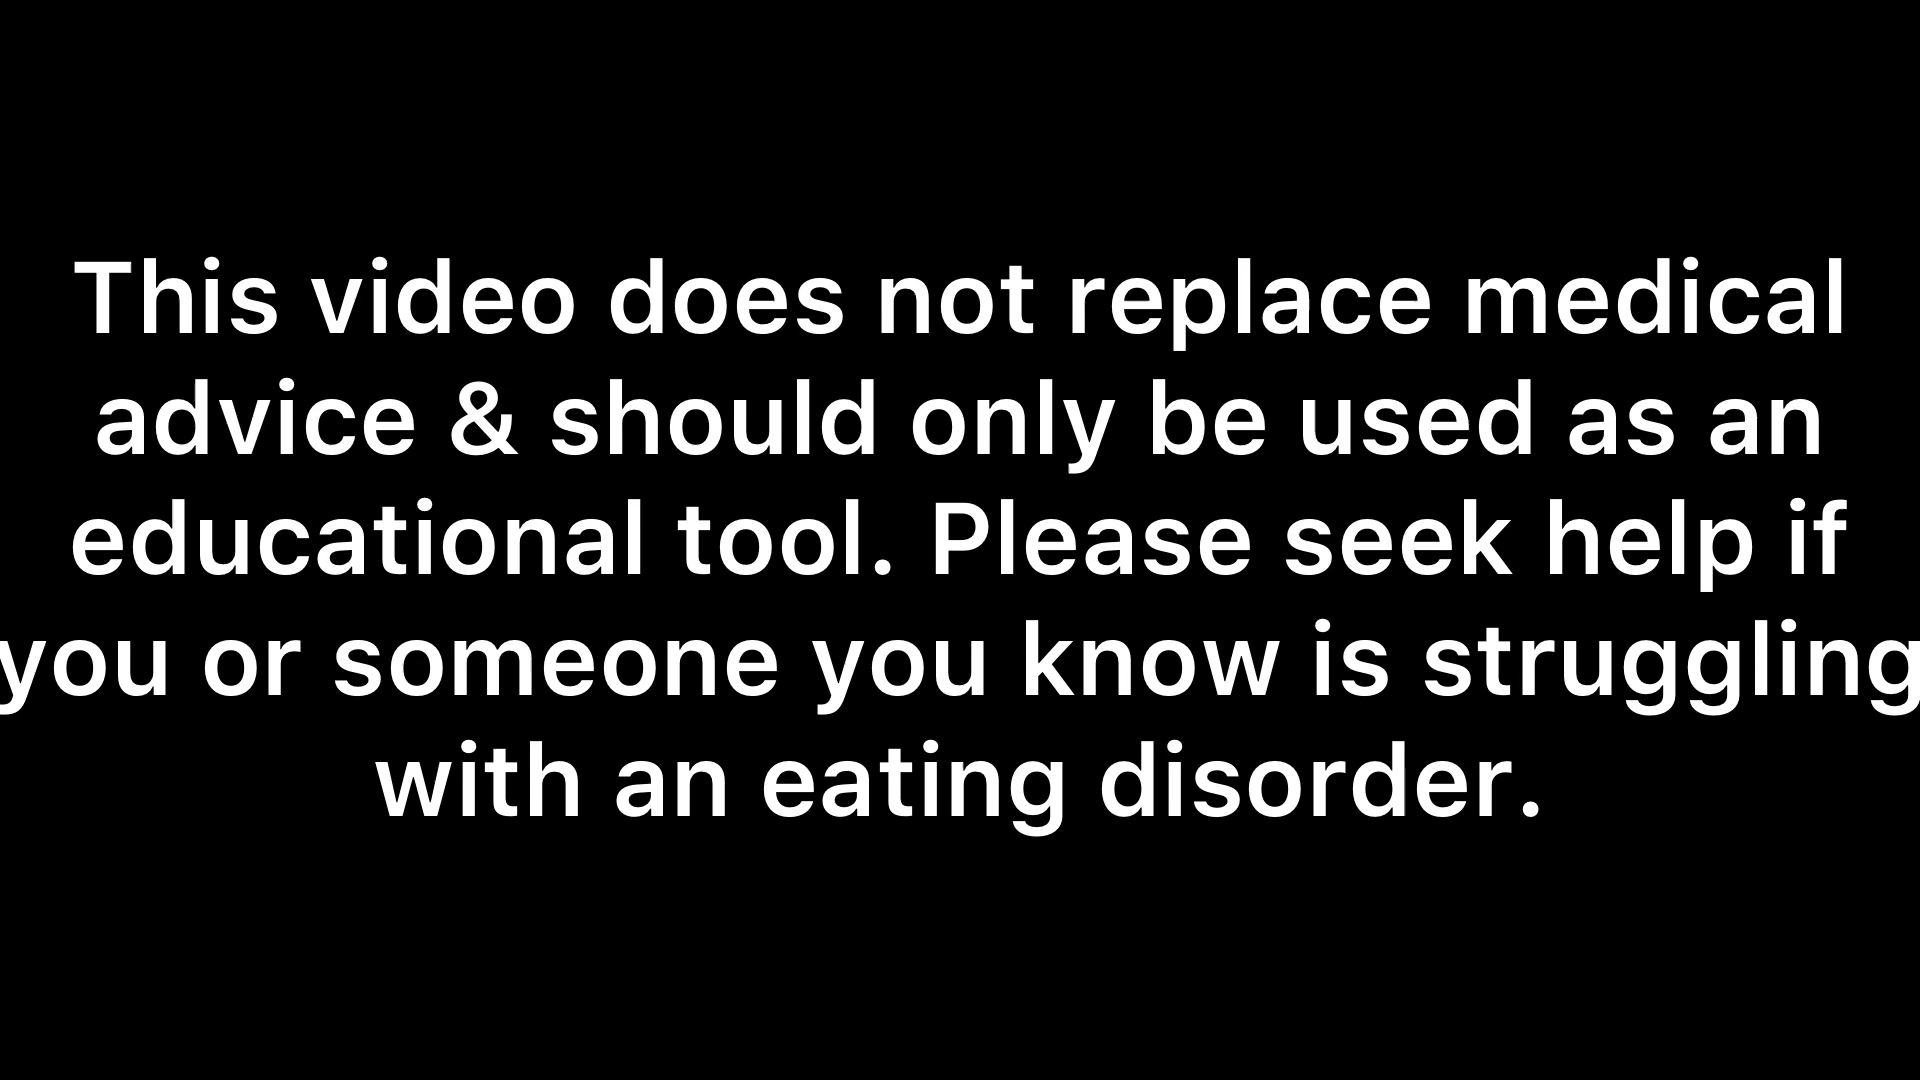 This video does not replace medical
advice & should only be used as an
educational tool. Please seek help if
you or someone you know is struggling
with an eating disorder.